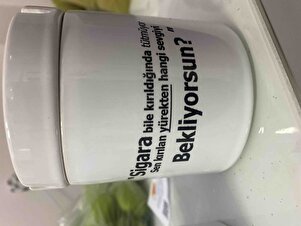 "Sigara bile kırıldığında tütmüyor
Sen kırılan yürekten hangi sevgiyi
Bekliyorsun?"